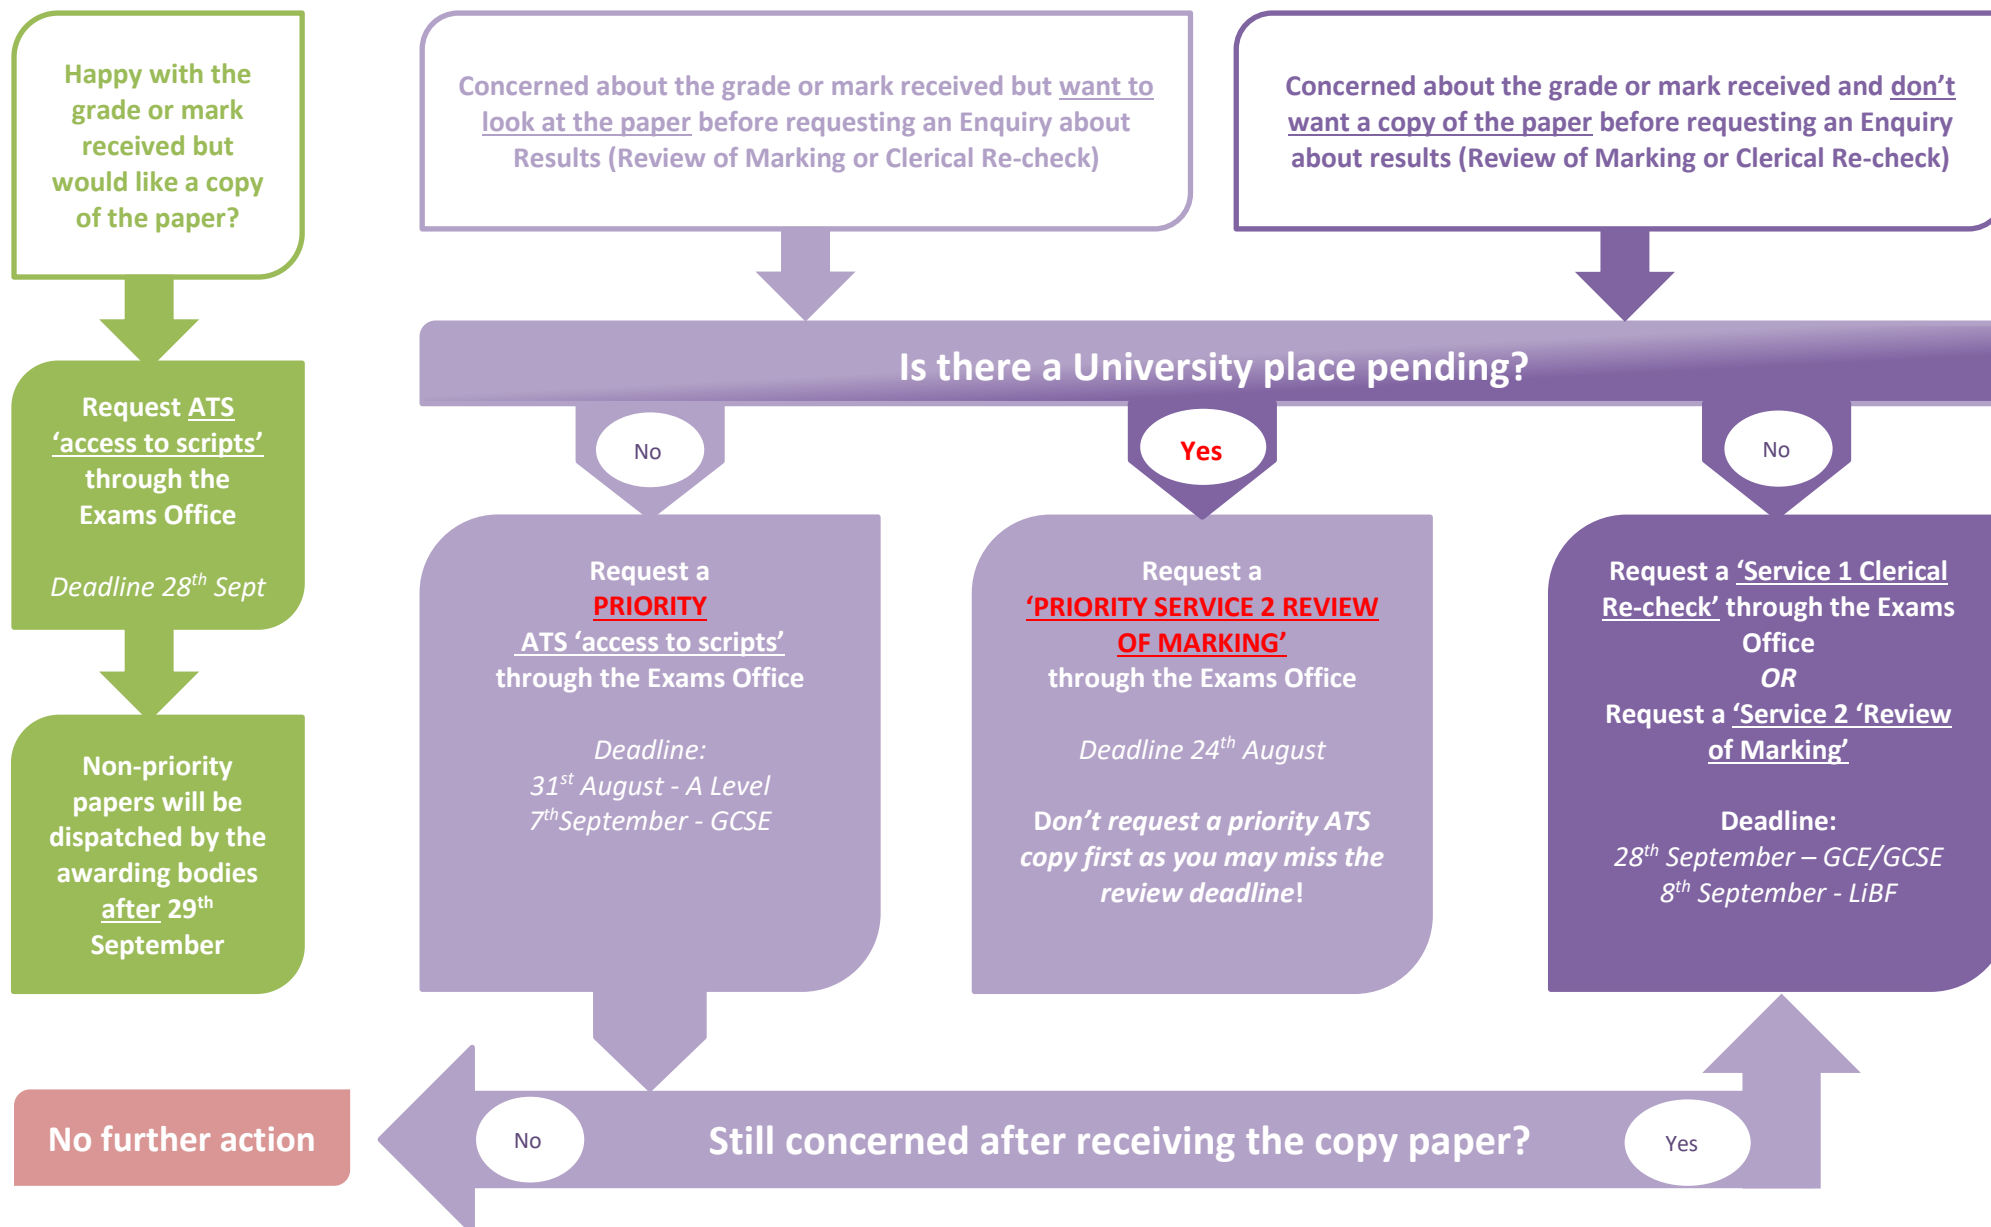 Happy with the
grade or mark
received but
would like a copy
of the paper?
Request ATS
‘access to scripts’
through the
Exams Office
Deadline 28th Sept
Non-priority
papers will be
dispatched by the
awarding bodies
after 29th
September
Concerned about the grade or mark received but want to
look at the paper before requesting an Enquiry about
Results (Review of Marking or Clerical Re-check)
Concerned about the grade or mark received and don’t
want a copy of the paper before requesting an Enquiry
about results (Review of Marking or Clerical Re-check)
Is there a University place pending?
No
Yes
No
Request a
PRIORITY
ATS ‘access to scripts’
through the Exams Office
Deadline:
31st August - A Level
7thSeptember - GCSE
Request a
‘PRIORITY SERVICE 2 REVIEW
OF MARKING’
through the Exams Office
Deadline 24th August
Don’t request a priority ATS
copy first as you may miss the
review deadline!
Request a ‘Service 1 Clerical
Re-check’ through the Exams
Office
OR
Request a ‘Service 2 ‘Review
of Marking’
Deadline:
28th September – GCE/GCSE
8th September - LiBF
No further action
No
Still concerned after receiving the copy paper?
Yes